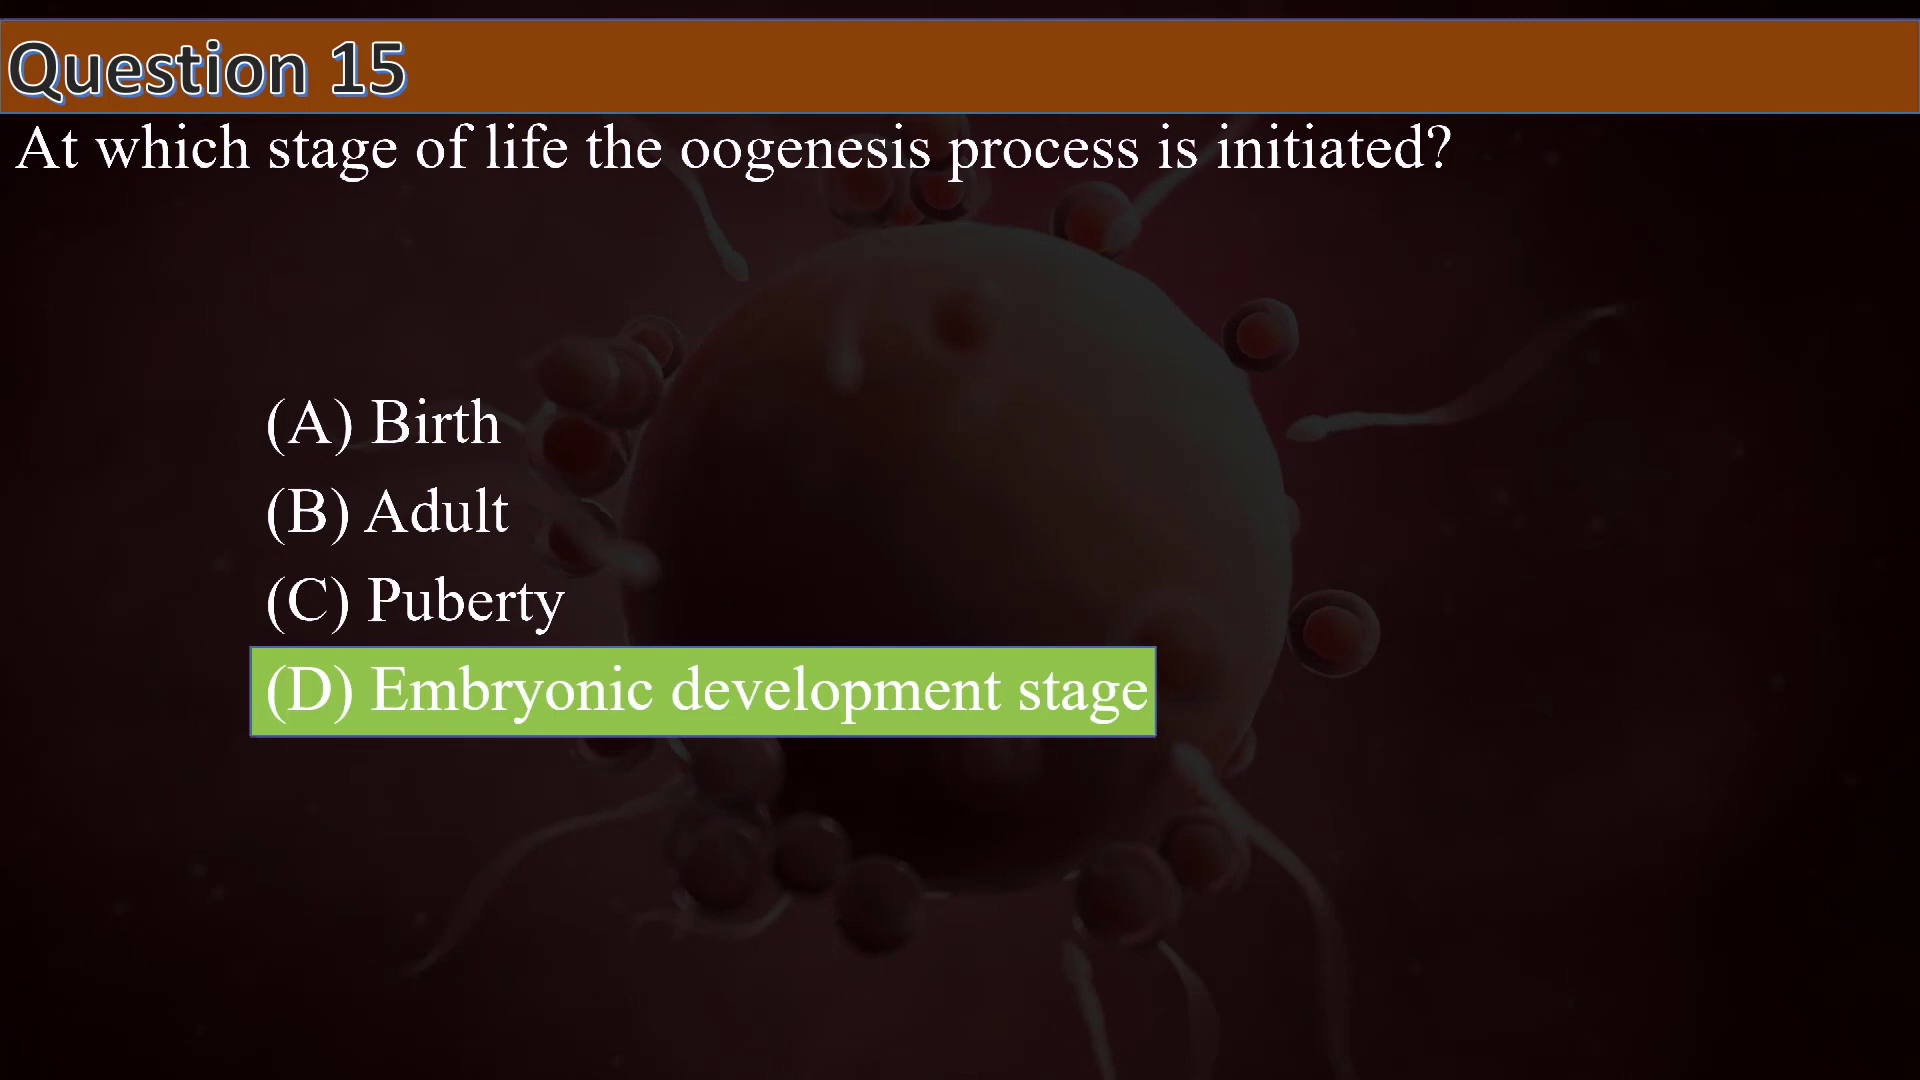 Question 15
At which stage of life the oogenesis process is initiated?
(A) Birth
(B) Adult
(C) Puberty
(D) Embryonic development stage